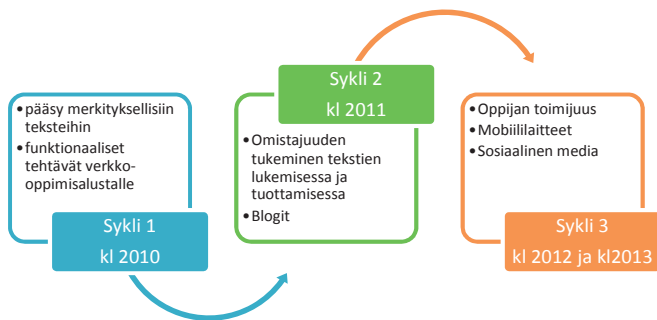 • pääsy merkityksellisiin
teksteihin
• funktionaaliset
tehtävät verkko-
oppimisalustalle
Sykli 1
kl 2010
Sykli 2
kl 2011
• Omistajuuden
tukeminen tekstien
lukemisessa ja
tuottamisessa
• Blogit
• Oppijan toimijuus
• Mobiililaitteet
• Sosiaalinen media
Sykli 3
kl 2012 ja kl2013